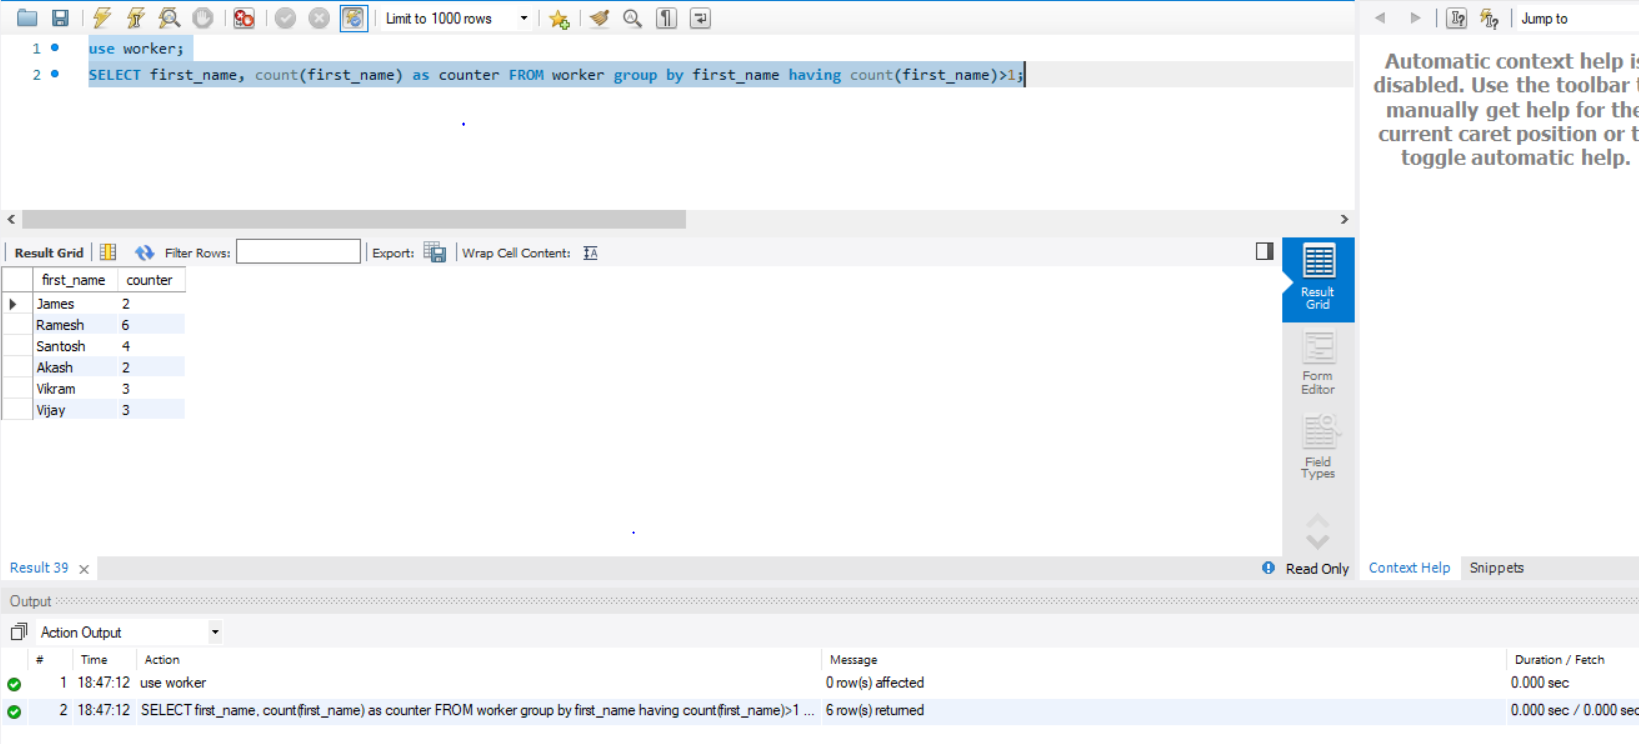 Limit to 1000 rows
Jump to
1 use worker;
2 SELECT first_name, count(first_name) as counter FROM worker group by first_name having count(first_name)>1;
Automatic context help is
disabled. Use the toolbar
manually get help for the
current caret position or
toggle automatic help.
Result Grid Filter Rows: Export: Wrap Cell Content:
first_name counter
James 2
Ramesh 6
Santosh 4
Akash 2
Vikram 3
Vijay 3
Result
Grid
Form
Editor
Field
Types
Result 39 Read Only
Context Help Snippets
Output
Action Output
# Time Action Message Duration / Fetch
1 18:47:12 use worker 0 row(s) affected 0.000 sec
2 18:47:12 SELECT first_name, count(first_name) as counter FROM worker group by first_name having count(first_name)>1 ... 6 row(s) returned 0.000 sec / 0.000 sec